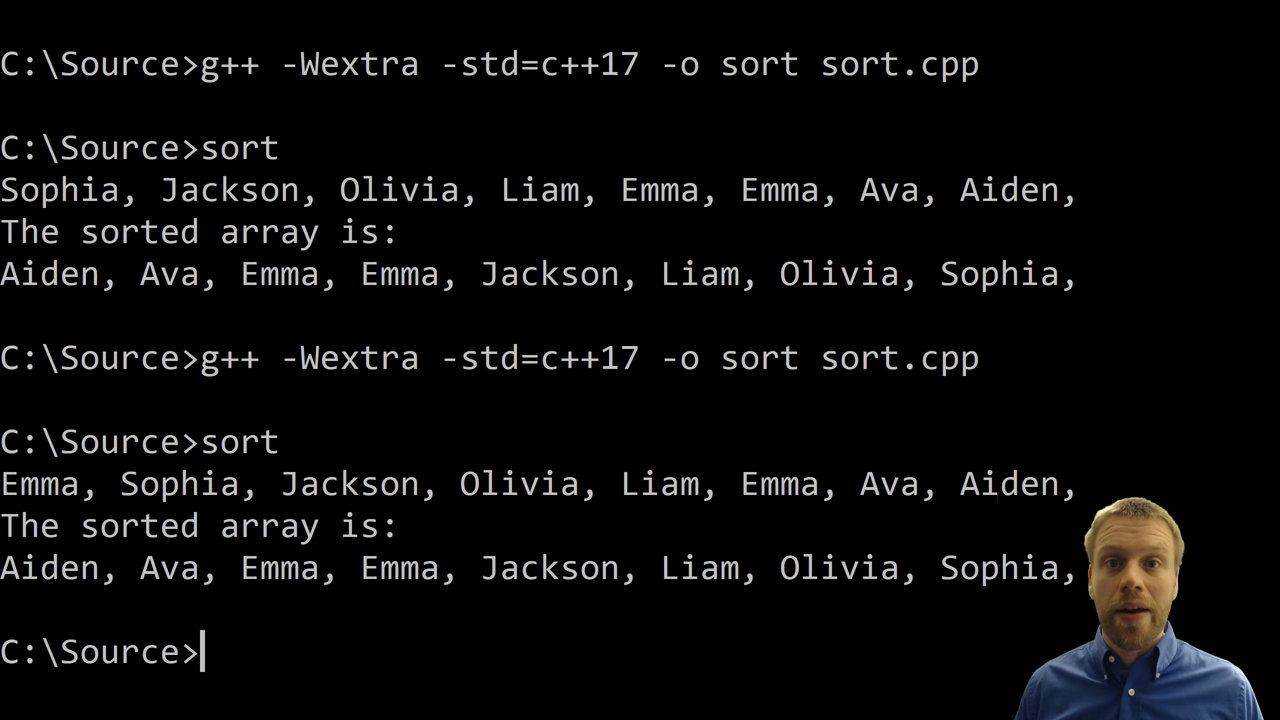 C:\Source>g++ -Wextra -std=c++17 -o sort sort.cpp
C:\Source>sort
Sophia, Jackson, Olivia, Liam, Emma, Emma, Ava, Aiden,
The sorted array is:
Aiden, Ava, Emma, Emma, Jackson, Liam, Olivia, Sophia,
C:\Source>g++ -Wextra -std=c++17 -o sort sort.cpp
C:\Source>sort
Emma, Sophia, Jackson, Olivia, Liam, Emma, Ava, Aiden,
The sorted array is:
Aiden, Ava, Emma, Emma, Jackson, Liam, Olivia, Sophia,
C:\Source>